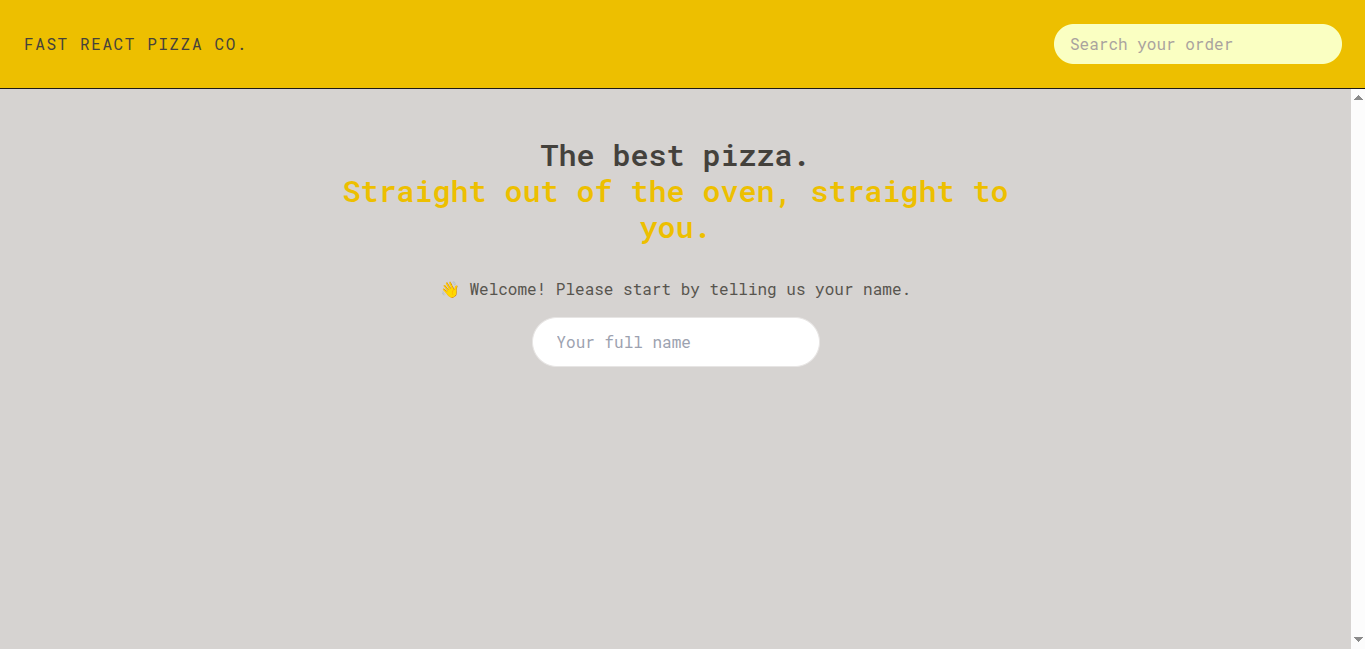 FAST REACT PIZZA CO.
Search your order
The best pizza.
Straight out of the oven, straight to
you.
👋 Welcome! Please start by telling us your name.
Your full name